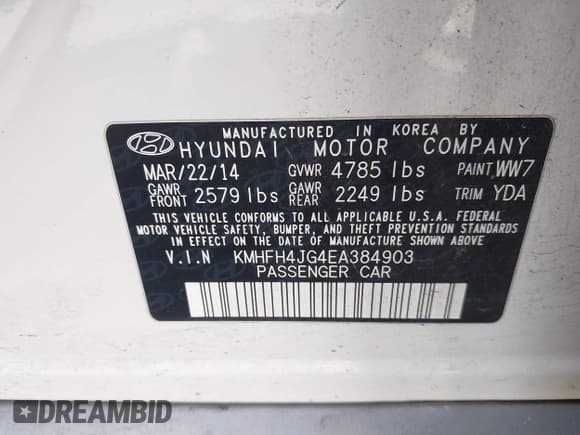 MANUFACTURED IN KOREA BY
HYUNDAI MOTOR COMPANY
MAR/22/14 GVWR 4785 lbs PAINT WW7
GAWR FRONT 2579 lbs GAWR REAR 2249 lbs TRIM YDA
THIS VEHICLE CONFORMS TO ALL APPLICABLE U.S.A. FEDERAL
MOTOR VEHICLE SAFETY, BUMPER, AND THEFT PREVENTION STANDARDS
IN EFFECT ON THE DATE OF MANUFACTURE SHOWN ABOVE.
V.I.N KMHFH4JG4EA384903
PASSENGER CAR
DREAMBID